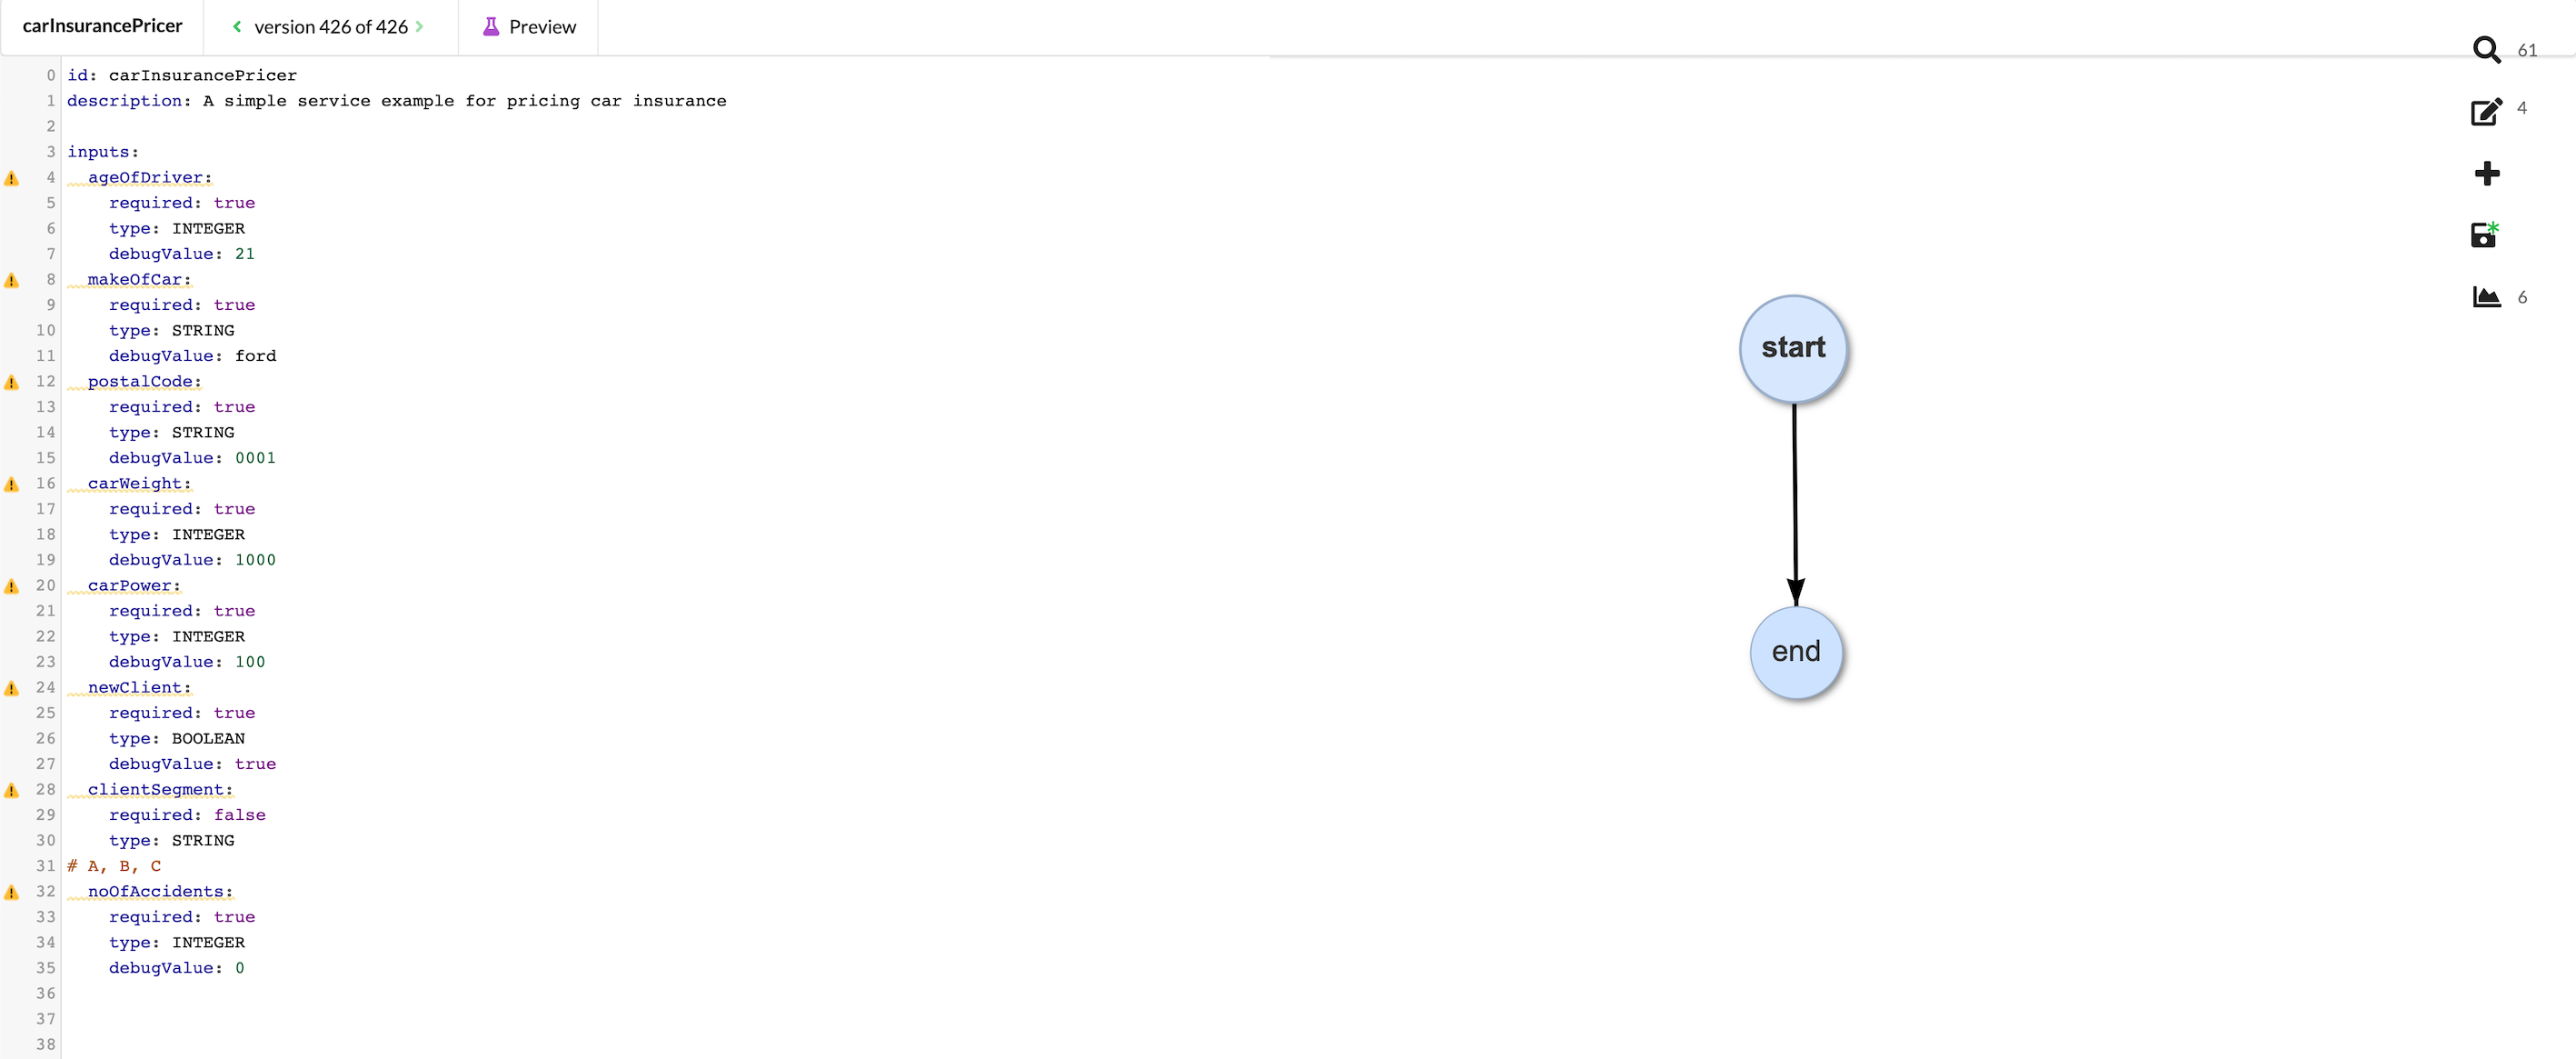 carInsurancePricer
version 426 of 426
Preview
61
4
6
0 id: carInsurancePricer
1 description: A simple service example for pricing car insurance
2
3 inputs:
4 ageOfDriver:
5 required: true
6 type: INTEGER
7 debugValue: 21
8 makeOfCar:
9 required: true
10 type: STRING
11 debugValue: ford
12 postalCode:
13 required: true
14 type: STRING
15 debugValue: 0001
16 carWeight:
17 required: true
18 type: INTEGER
19 debugValue: 1000
20 carPower:
21 required: true
22 type: INTEGER
23 debugValue: 100
24 newClient:
25 required: true
26 type: BOOLEAN
27 debugValue: true
28 clientSegment:
29 required: false
30 type: STRING
31 # A, B, C
32 noOfAccidents:
33 required: true
34 type: INTEGER
35 debugValue: 0
36
37
38
start
end